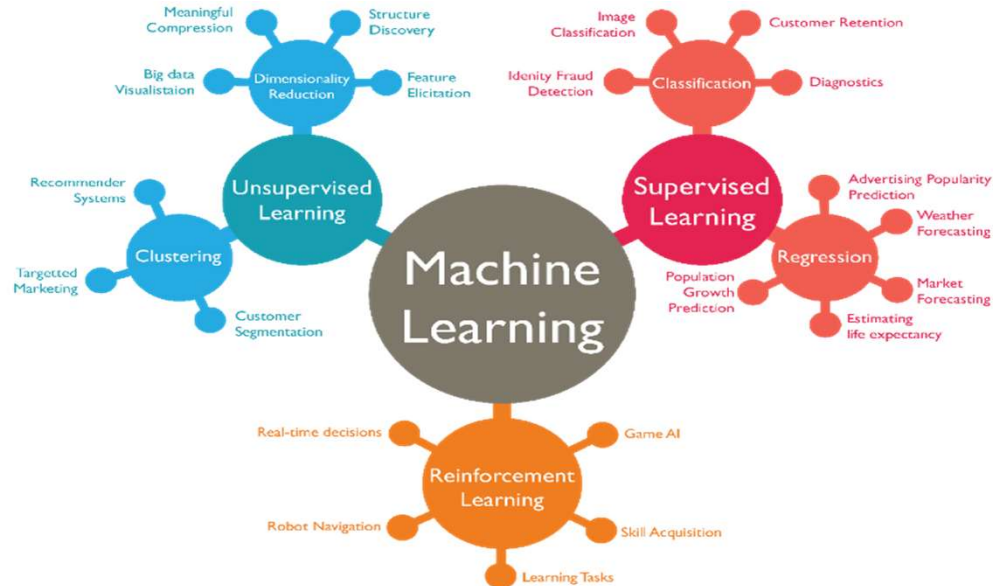 Meaningful
Compression
Structure
Discovery
Big data
Visualistaion
Dimensionality
Reduction
Feature
Elicitation
Image
Classification
Customer Retention
Idenity Fraud
Detection
Classification
Diagnostics
Recommender
Systems
Unsupervised
Learning
Clustering
Targetted
Marketing
Customer
Segmentation
Machine
Learning
Supervised
Learning
Advertising Popularity
Prediction
Weather
Forecasting
Regression
Population
Growth
Prediction
Market
Forecasting
Estimating
life expectancy
Real-time decisions
Game AI
Reinforcement
Learning
Robot Navigation
Skill Acquisition
Learning Tasks